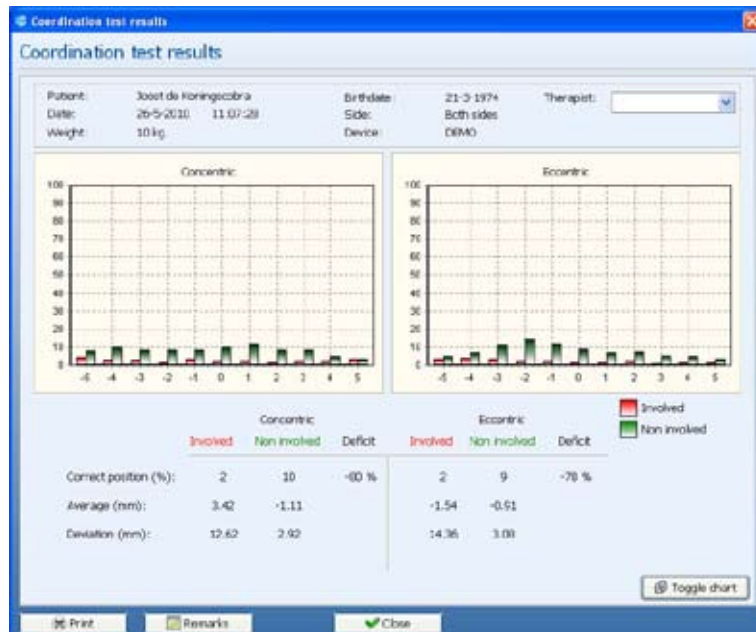 Coordination test results
Coordination test results
Patient: Joost de Koningscobra Birthdate: 21-3-1974 Therapist:
Date: 26-5-2010 11:07:28 Side: Both sides
Weight: 10 kg Device: DEMO
Concentric Eccentric
100 100
90 90
80 80
70 70
60 60
50 50
40 40
30 30
20 20
10 10
-5 -4 -3 -2 -1 0 1 2 3 4 5 -5 -4 -3 -2 -1 0 1 2 3 4 5
Involved
Non involved
Concentric Eccentric
Involved Non involved Deficit Involved Non involved Deficit
Correct position (%): 2 10 -80 % 2 9 -78 %
Average (mm): 3.42 -1.11 -1.54 -0.91
Deviation (mm): 12.62 2.92 14.36 3.08
Toggle chart
Print Remarks Close